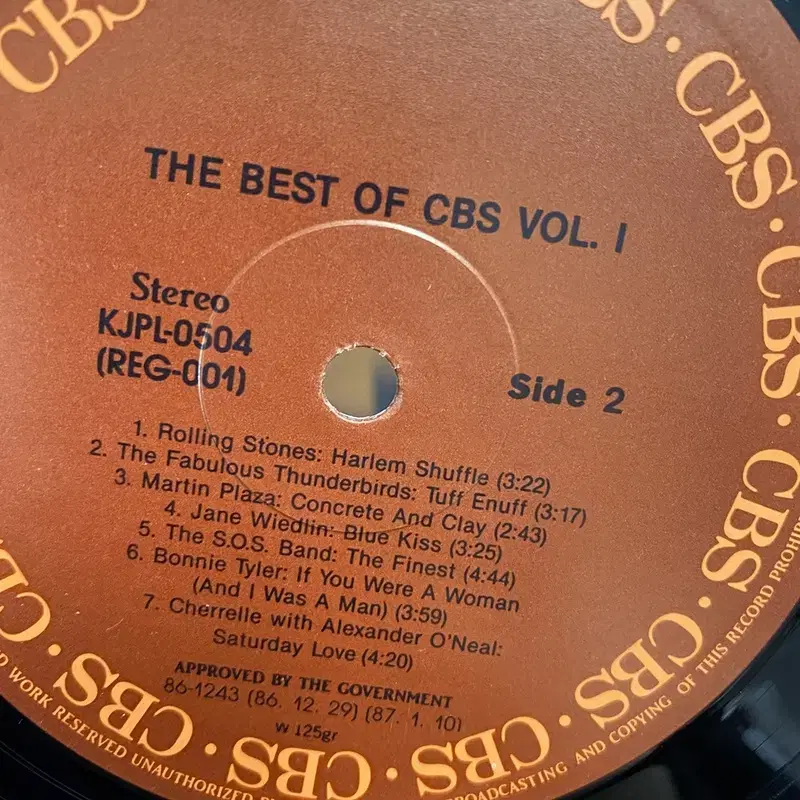 THE BEST OF CBS VOL. I
Stereo
KJPL-0504
(REG-001)
Side 2
1. Rolling Stones: Harlem Shuffle (3:22)
2. The Fabulous Thunderbirds: Tuff Enuff (3:17)
3. Martin Plaza: Concrete And Clay (2:43)
4. Jane Wiedlin: Blue Kiss (3:25)
5. The S.O.S. Band: The Finest (4:44)
6. Bonnie Tyler: If You Were A Woman
(And I Was A Man) (3:59)
7. Cherrelle with Alexander O'Neal:
Saturday Love (4:20)
APPROVED BY THE GOVERNMENT
86-1243 (86. 12. 29) (87. 1. 10)
W 125gr
CBS · CBS · CBS · CBS · CBS · CBS · CBS · CBS · CBS · CBS
WORK RESERVED UNAUTHORIZED
BROADCASTING AND COPYING OF THIS RECORD PROHIB